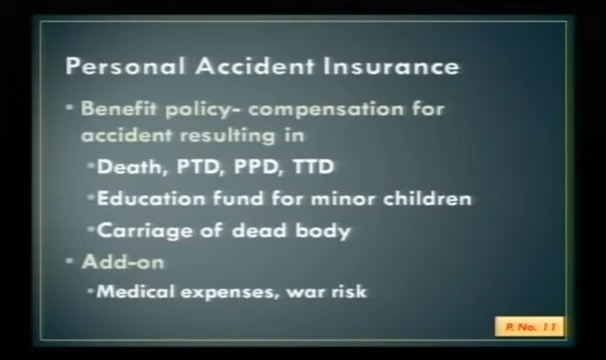 Personal Accident Insurance
• Benefit policy- compensation for
accident resulting in
•Death, PTD, PPD, TTD
•Education fund for minor children
•Carriage of dead body
• Add-on
•Medical expenses, war risk
P. No. 11